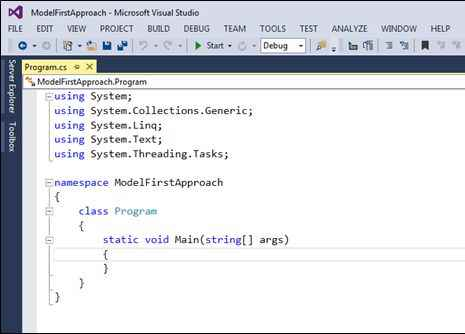 ModelFirstApproach - Microsoft Visual Studio
FILE EDIT VIEW PROJECT BUILD DEBUG TEAM TOOLS TEST ANALYZE WINDOW HELP
Start Debug
Server Explorer
Toolbox
Program.cs
ModelFirstApproach.Program
using System;
using System.Collections.Generic;
using System.Linq;
using System.Text;
using System.Threading.Tasks;
namespace ModelFirstApproach
{
class Program
{
static void Main(string[] args)
{
}
}
}